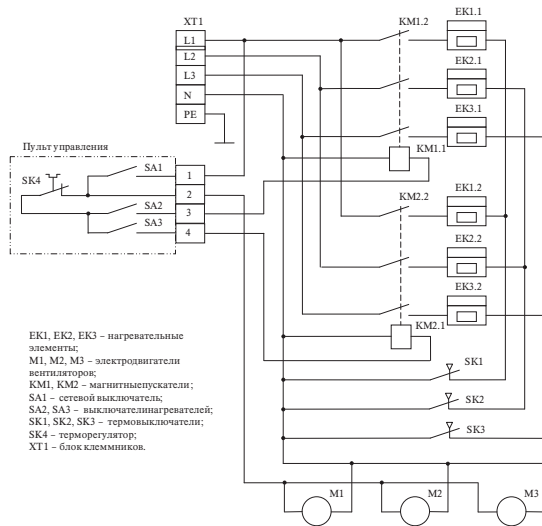 XT1
L1
L2
L3
N
PE
KM1.2
EK1.1
EK2.1
EK3.1
KM1.1
Пульт управления
SK4
SA1
SA2
SA3
1
2
3
4
KM2.2
EK1.2
EK2.2
EK3.2
KM2.1
SK1
SK2
SK3
M1
M2
M3
EK1, EK2, EK3 – нагревательные
элементы;
M1, M2, M3 – электродвигатели
вентиляторов;
KM1, KM2 – магнитныепускатели;
SA1 – сетевой выключатель;
SA2, SA3 – выключателинагревателей;
SK1, SK2, SK3 – термовыключатели;
SK4 – терморегулятор;
XT1 – блок клеммников.